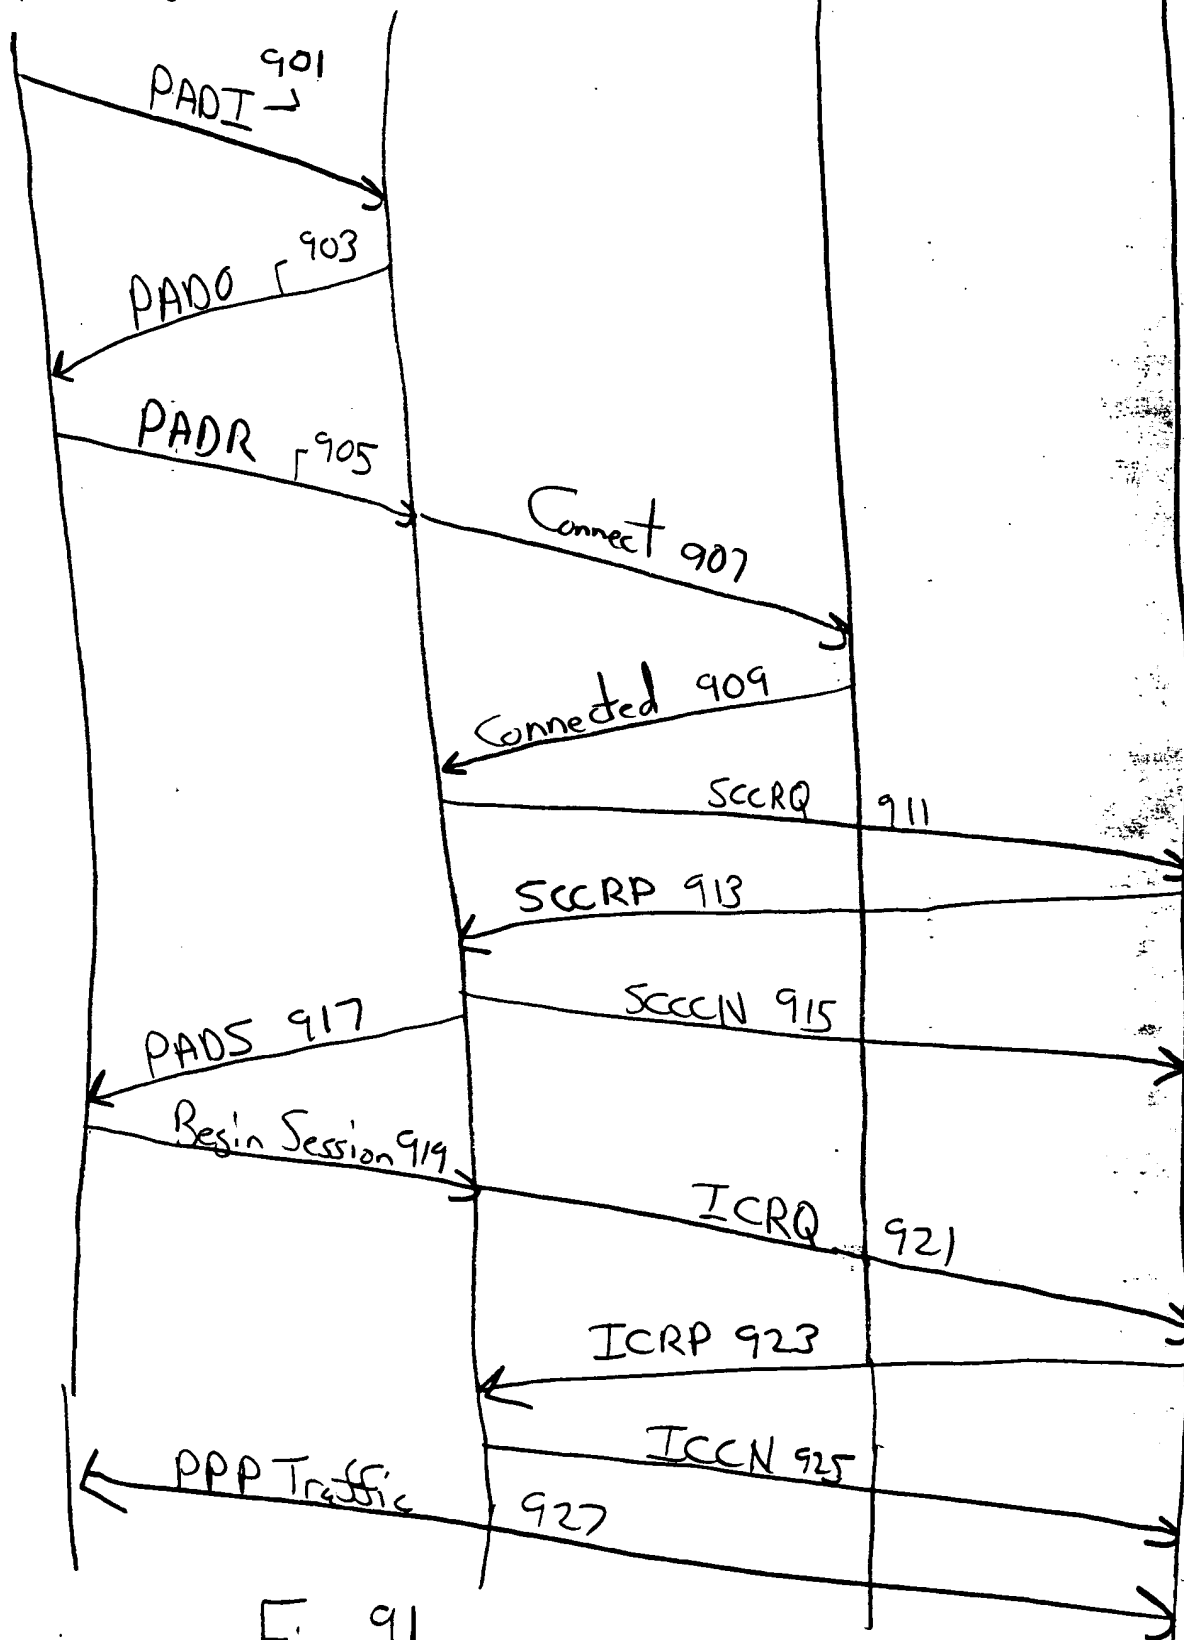 901
PADI
903
PADO
PADR 905
Connect 907
Connected 909
SCCRQ 911
SCCRP 913
SCCCN 915
PADS 917
Begin Session 919
ICRQ 921
ICRP 923
ICCN 925
PPP Traffic 927